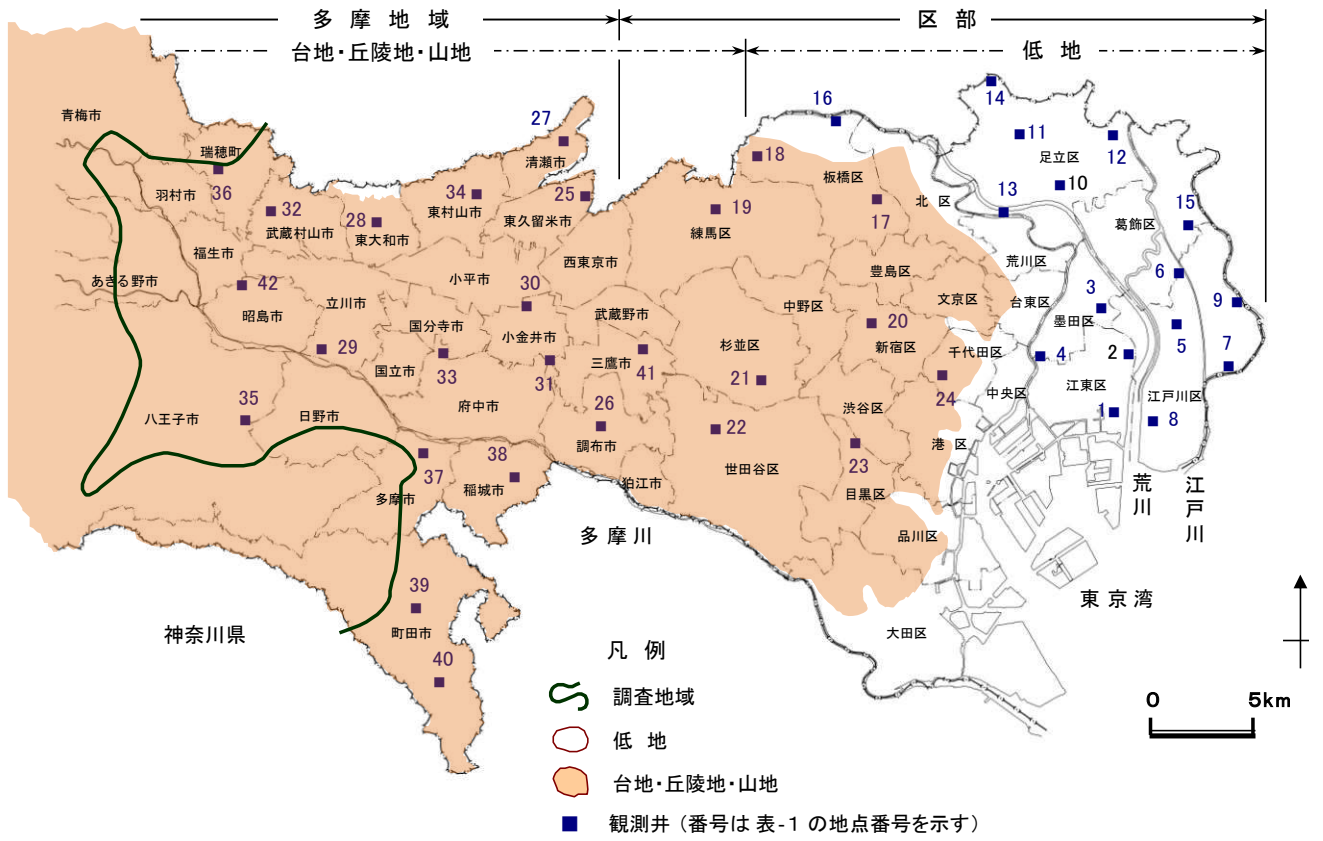 多摩地域
区部
台地・丘陵地・山地
低地
16
14
27
11
12
青梅市
足立区
瑞穂町
清瀬市
18
板橋区
10
36
羽村市
34
東村山市
25
13
北区
32
武蔵村山市
28
東大和市
東久留米市
19
練馬区
17
15
葛飾区
福生市
西東京市
荒川区
あきる野市
42
小平市
30
豊島区
6
昭島市
立川市
国分寺市
小金井市
武蔵野市
中野区
文京区
台東区
3
9
墨田区
20
新宿区
29
33
国立市
31
三鷹市
41
杉並区
千代田区
4
2
5
7
21
24
中央区
江東区
江戸川区
35
八王子市
日野市
府中市
26
調布市
22
渋谷区
1
8
港区
23
世田谷区
37
38
稲城市
多摩市
狛江市
目黒区
荒川
江戸川
多摩川
品川区
39
東京湾
神奈川県
町田市
大田区
40
凡例
調査地域
低地
台地・丘陵地・山地
観測井（番号は 表-1 の地点番号を示す）
0 5km